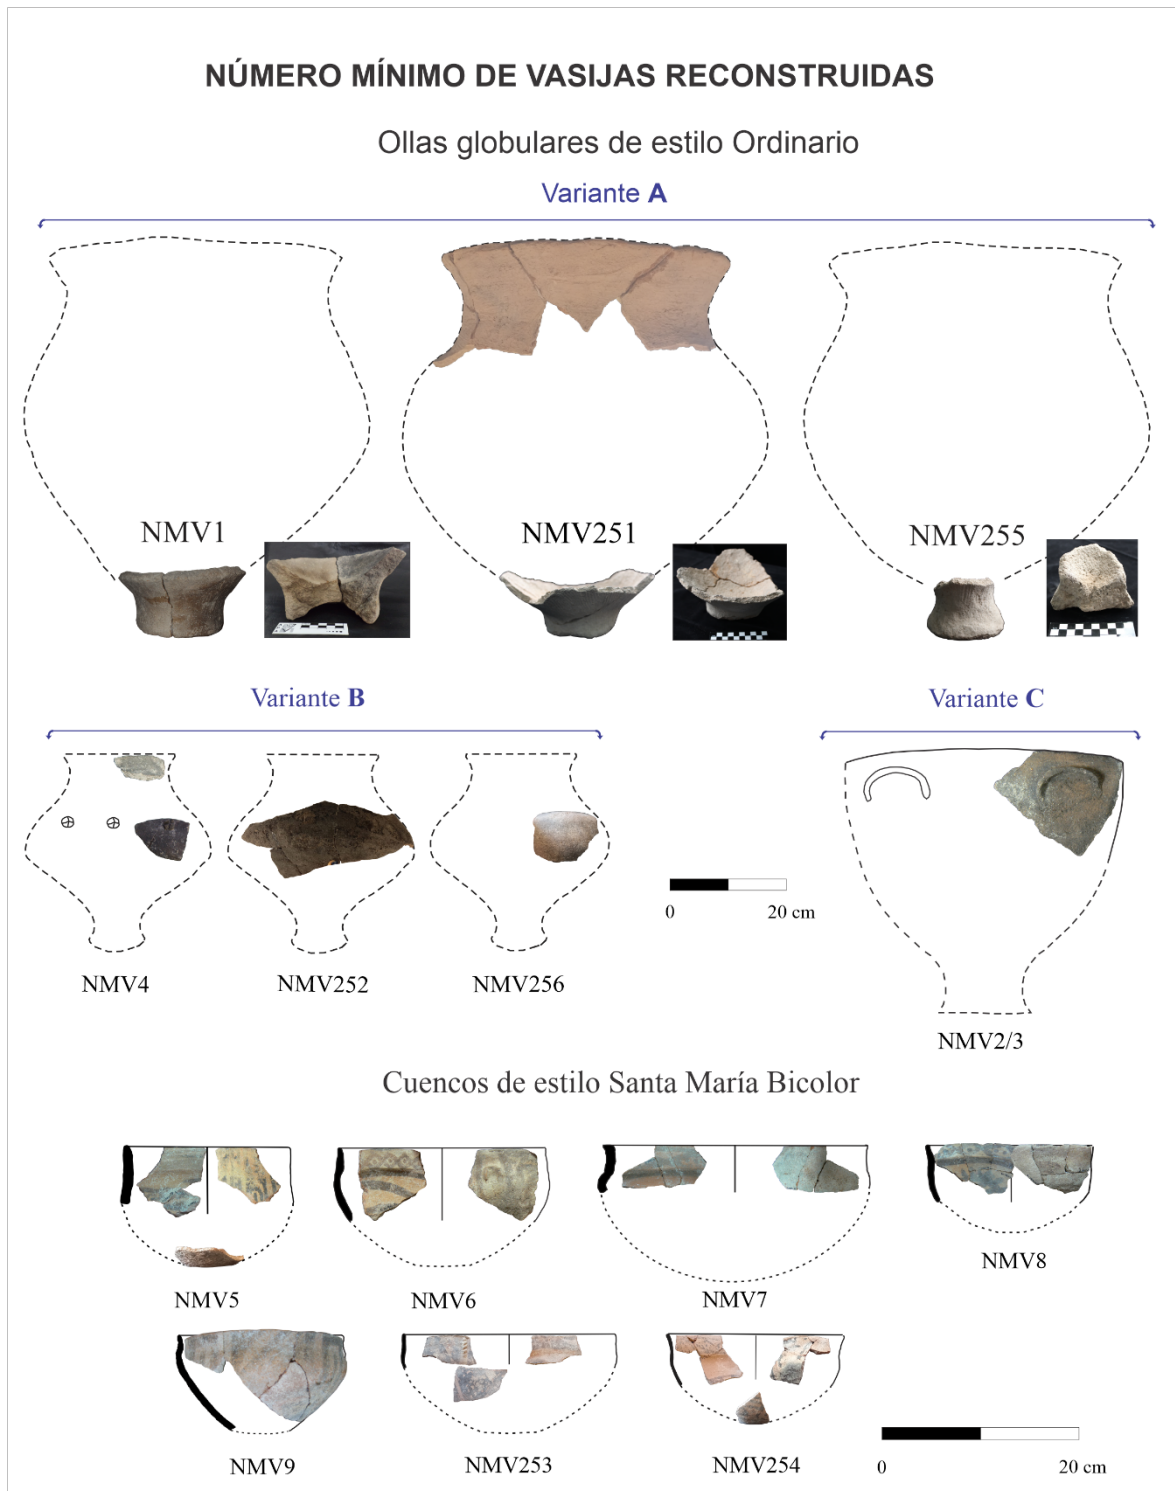 NÚMERO MÍNIMO DE VASIJAS RECONSTRUIDAS
Ollas globulares de estilo Ordinario
Variante A
NMV1
NMV251
NMV255
Variante B
Variante C
0 20 cm
NMV4
NMV252
NMV256
NMV2/3
Cuencos de estilo Santa María Bicolor
NMV5
NMV6
NMV7
NMV8
NMV9
NMV253
NMV254
0 20 cm